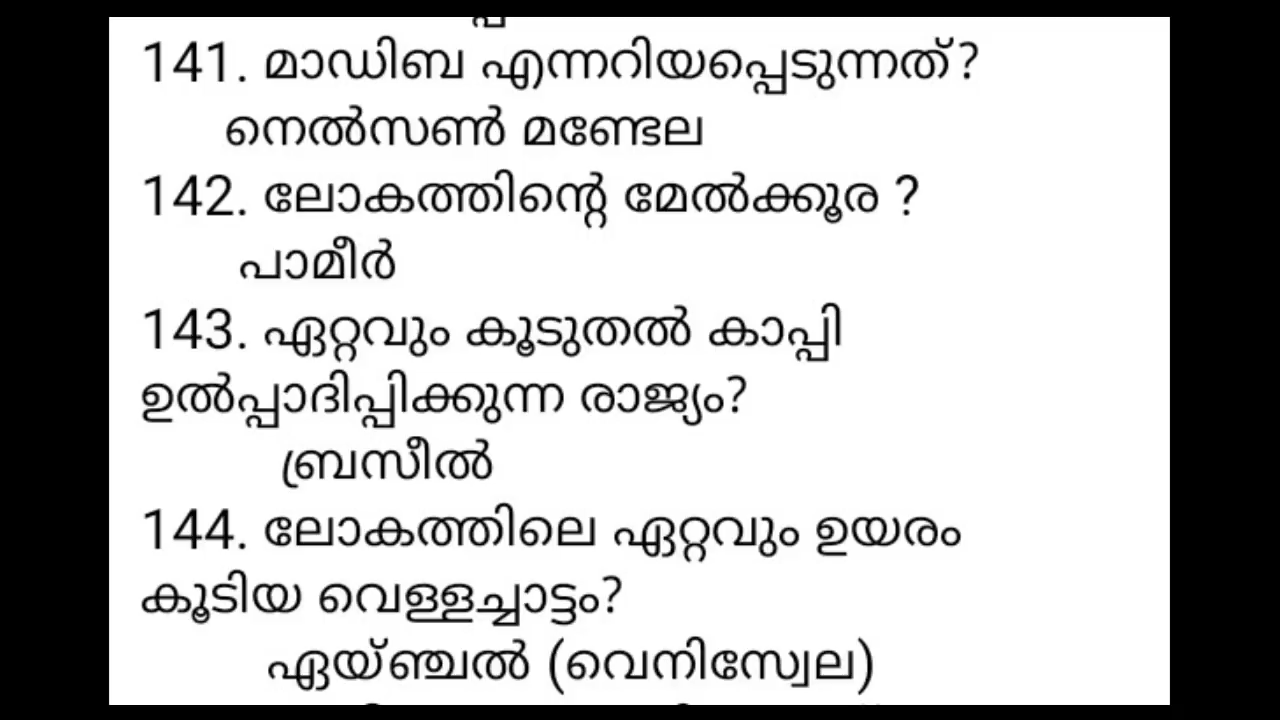 141. മാഡിബ എന്നറിയപ്പെടുന്നത്?
നെൽസൺ മണ്ടേല
142. ലോകത്തിന്റെ മേൽക്കൂര ?
പാമീർ
143. ഏറ്റവും കൂടുതൽ കാപ്പി
ഉൽപ്പാദിപ്പിക്കുന്ന രാജ്യം?
ബ്രസീൽ
144. ലോകത്തിലെ ഏറ്റവും ഉയരം
കൂടിയ വെള്ളച്ചാട്ടം?
ഏയ്ഞ്ചൽ (വെനിസ്വേല)